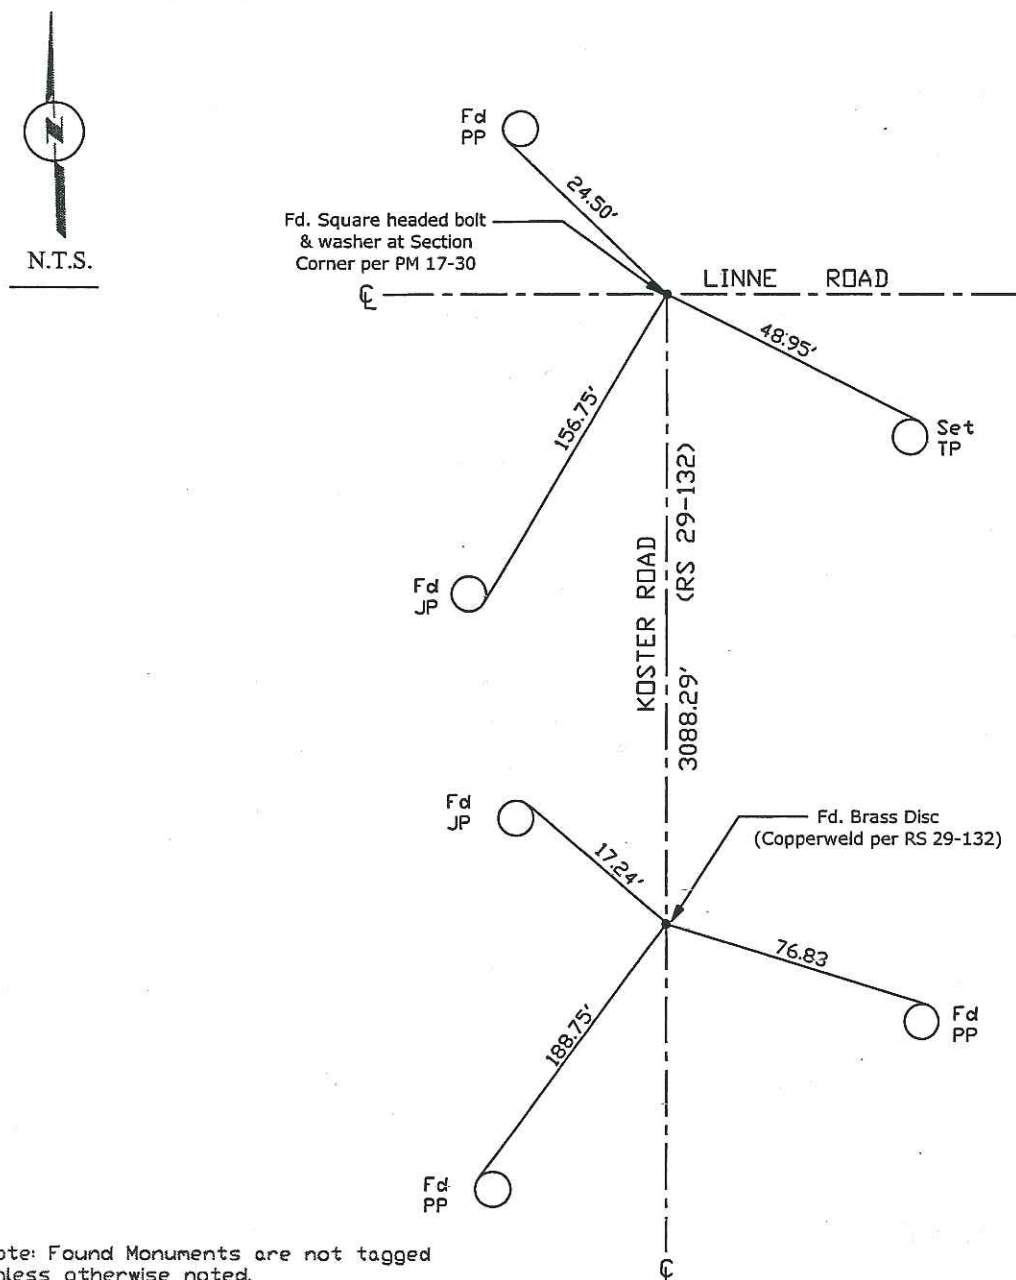 N
N.T.S.
Fd
PP
24.50'
Fd. Square headed bolt
& washer at Section
Corner per PM 17-30
℄
LINNE ROAD
48.95'
Set
TP
156.75'
Fd
JP
KOSTER ROAD
(RS 29-132)
3088.29'
Fd
JP
17.24'
Fd. Brass Disc
(Copperweld per RS 29-132)
76.83
Fd
PP
188.75'
Fd
PP
ote: Found Monuments are not tagged
nless otherwise noted.
℄